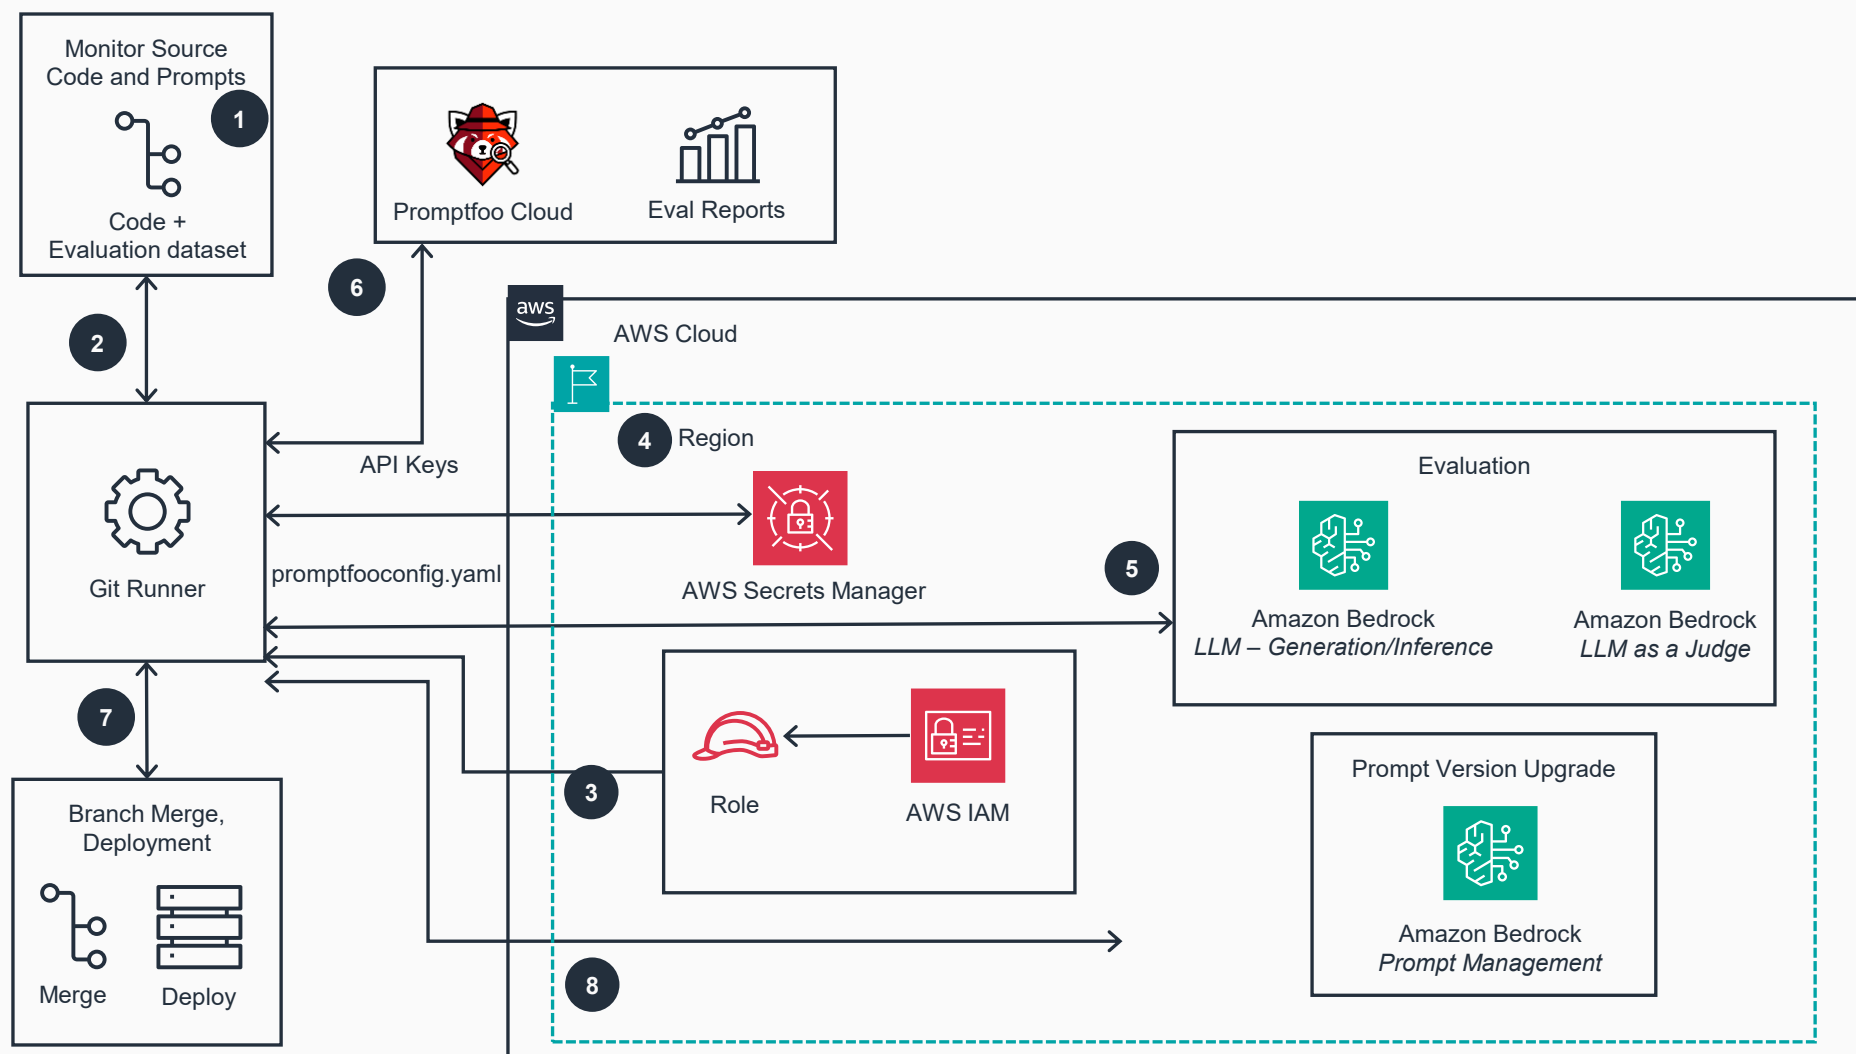 Monitor Source
Code and Prompts
1
Code +
Evaluation dataset
2
Promptfoo Cloud
Eval Reports
6
aws
AWS Cloud
4
Region
API Keys
Git Runner
promptfooconfig.yaml
AWS Secrets Manager
5
Evaluation
Amazon Bedrock
LLM – Generation/Inference
Amazon Bedrock
LLM as a Judge
7
3
Role
AWS IAM
Prompt Version Upgrade
Amazon Bedrock
Prompt Management
Branch Merge,
Deployment
Merge
Deploy
8